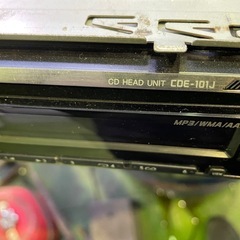 CD HEAD UNIT CDE-101J
MP3/WMA/AA